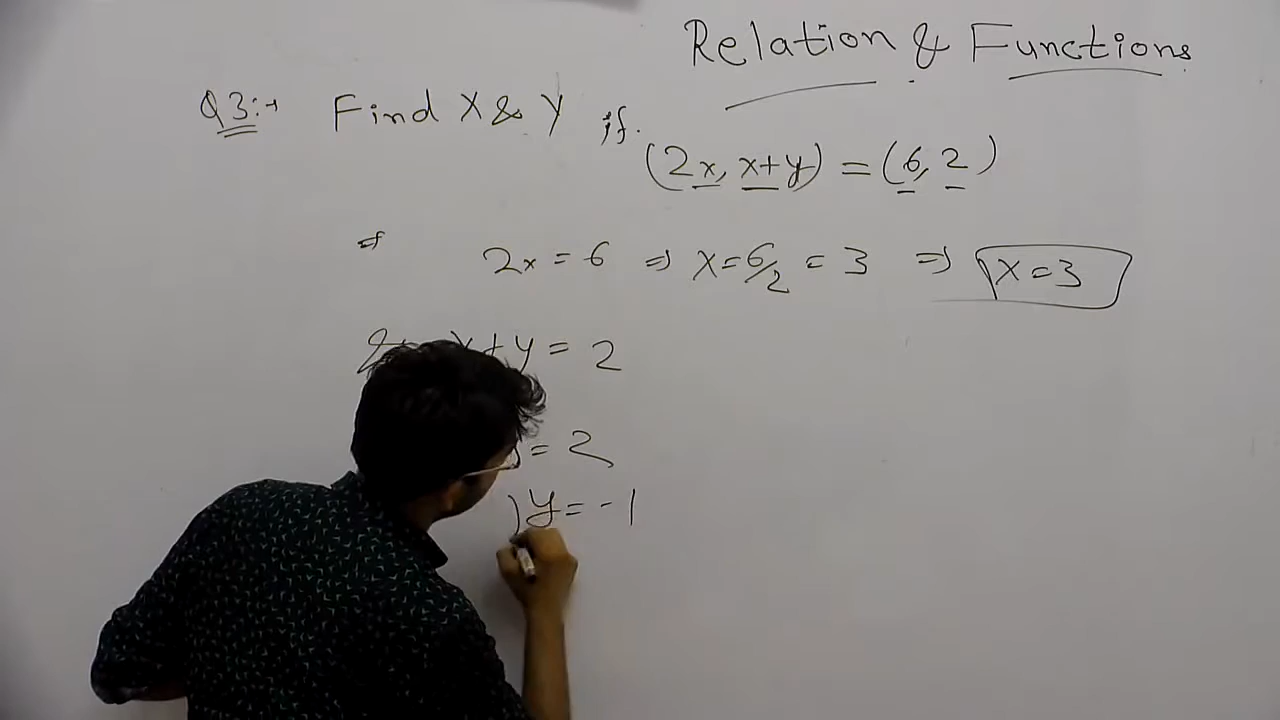 Relation & Functions
Q3:→ Find X & Y if.
(2x, x+y) = (6, 2)
⇒ 2x = 6 ⇒ X = 6/2 = 3 ⇒ X = 3
& X + y = 2
= 2
y = -1